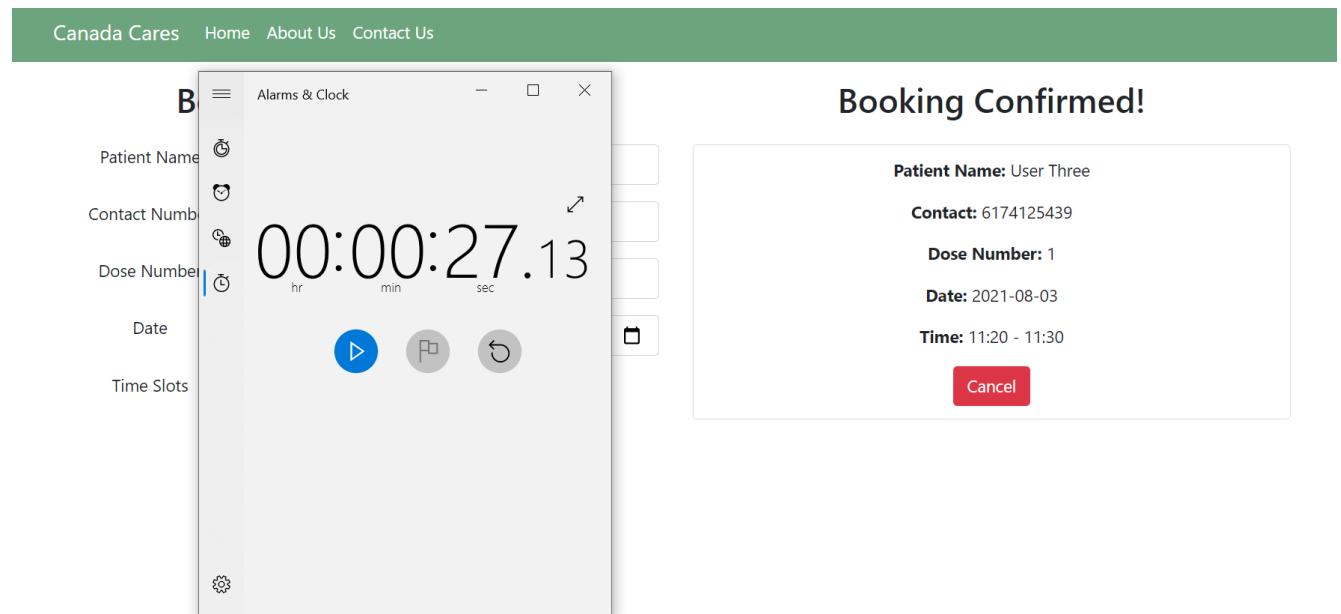 Canada Cares Home About Us Contact Us
B
Patient Name
Contact Numb
Dose Number
Date
Time Slots
Alarms & Clock
00:00:27.13
hr min sec
Booking Confirmed!
Patient Name: User Three
Contact: 6174125439
Dose Number: 1
Date: 2021-08-03
Time: 11:20 - 11:30
Cancel